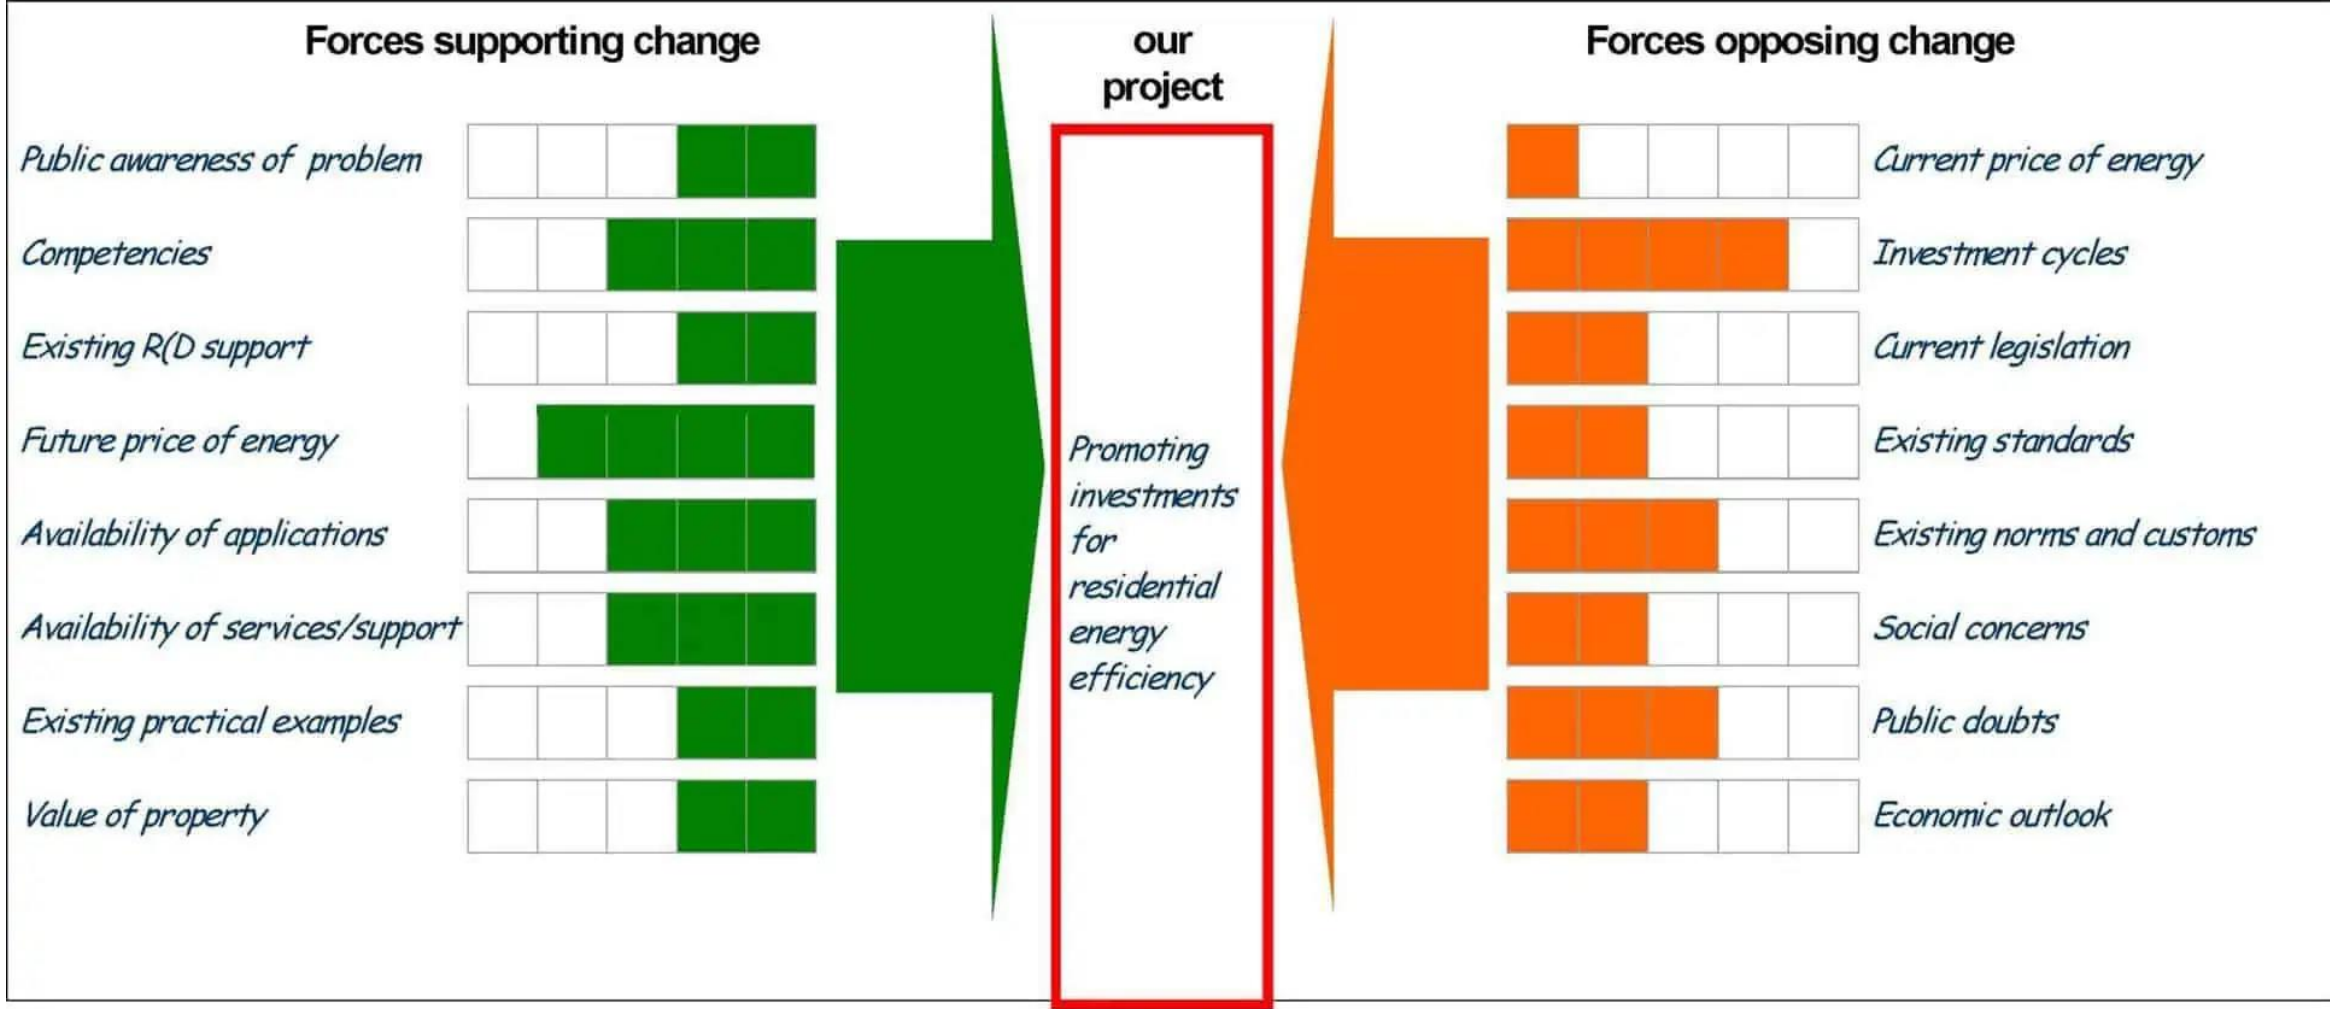 Forces supporting change
our
project
Forces opposing change
Public awareness of problem
Competencies
Existing R(D support
Future price of energy
Availability of applications
Availability of services/support
Existing practical examples
Value of property
Promoting
investments
for
residential
energy
efficiency
Current price of energy
Investment cycles
Current legislation
Existing standards
Existing norms and customs
Social concerns
Public doubts
Economic outlook